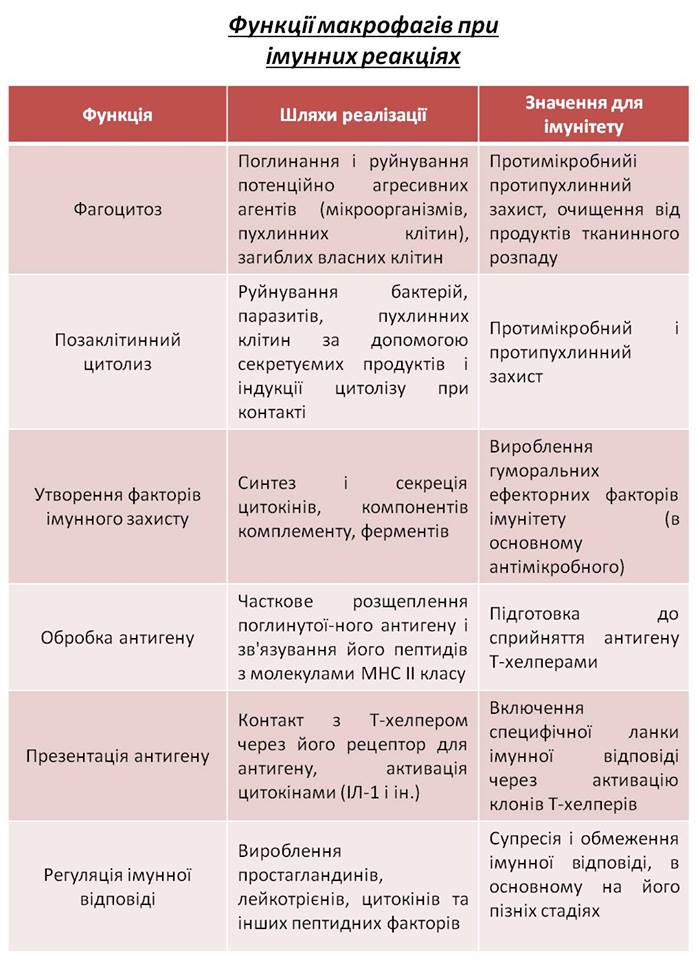 Функції макрофагів при
імунних реакціях
Функція
Шляхи реалізації
Значення для
імунітету
Фагоцитоз
Поглинання і руйнування
потенційно агресивних
агентів (мікроорганізмів,
пухлинних клітин),
загиблих власних клітин
Протимікробнийі
протипухлинний
захист, очищення від
продуктів тканинного
розпаду
Позаклітинний
цитолиз
Руйнування бактерій,
паразитів, пухлинних
клітин за допомогою
секретуємих продуктів і
індукції цитолізу при
контакті
Протимікробний і
протипухлинний
захист
Утворення факторів
імунного захисту
Синтез і секреція
цитокінів, компонентів
комплементу, ферментів
Вироблення
гуморальних
ефекторних факторів
імунітету (в
основному
антімікробного)
Обробка антигену
Часткове розщеплення
поглинутої-ного антигену і
зв'язування його пептидів
з молекулами МНС II класу
Підготовка до
сприйняття антигену
Т-хелперами
Презентація антигену
Контакт з Т-хелпером
через його рецептор для
антигену, активація
цитокінами (ІЛ-1 і ін.)
Включення
специфічної ланки
імунної відповіді
через активацію
клонів Т-хелперів
Регуляція імунної
відповіді
Вироблення
простагландинів,
лейкотрієнів, цитокінів та
інших пептидних факторів
Супресія і обмеження
імунної відповіді, в
основному на його
пізніх стадіях